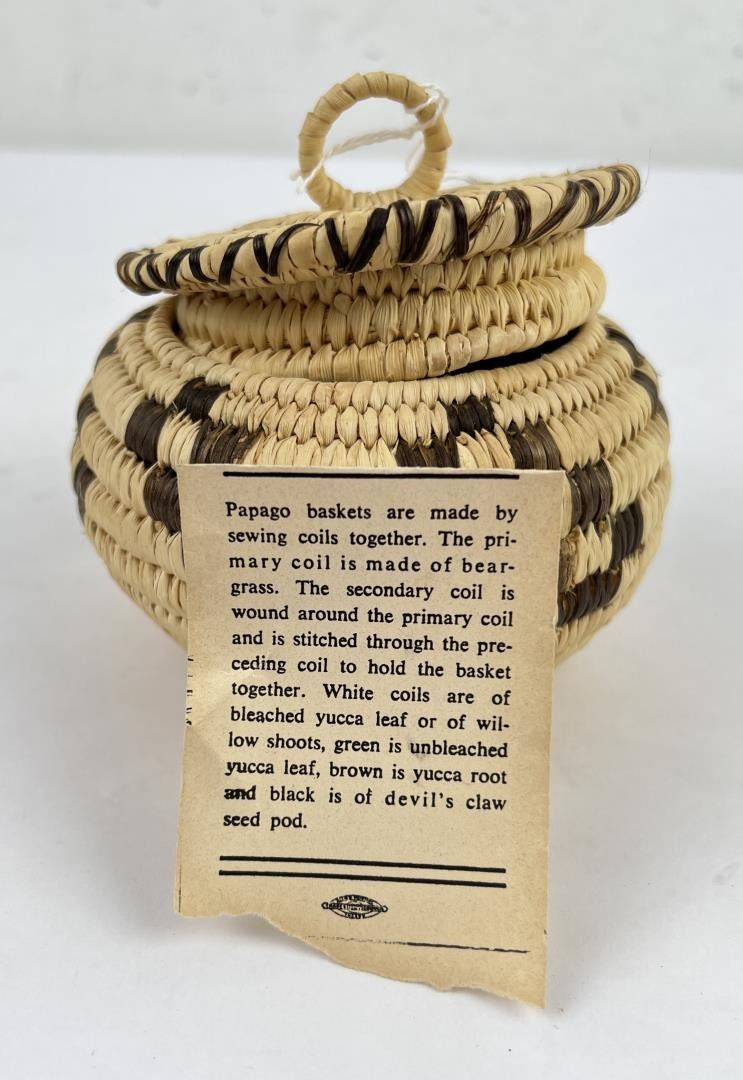 Papago baskets are made by
sewing coils together. The pri-
mary coil is made of bear-
grass. The secondary coil is
wound around the primary coil
and is stitched through the pre-
ceding coil to hold the basket
together. White coils are of
bleached yucca leaf or of wil-
low shoots, green is unbleached
yucca leaf, brown is yucca root
and black is of devil's claw
seed pod.